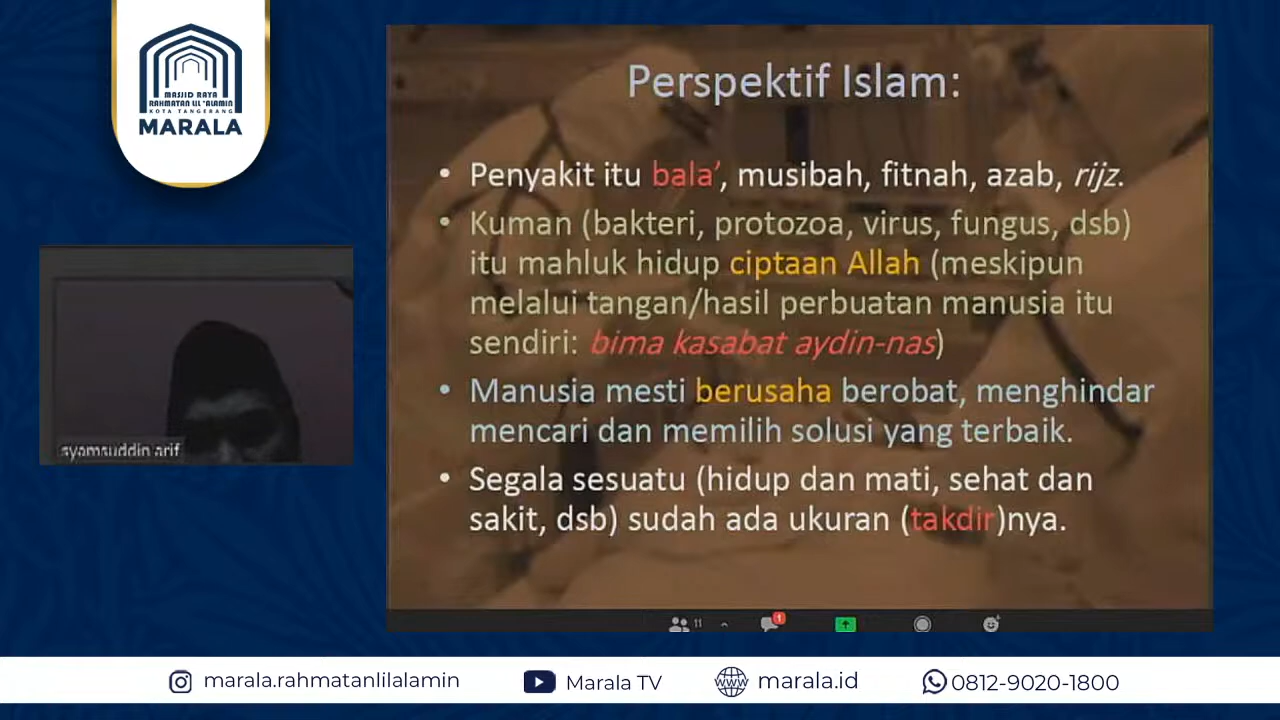 MASJID RAYA
RAHMATAN LIL 'ALAMIN
KOTA TANGERANG
MARALA
Perspektif Islam:
• Penyakit itu bala', musibah, fitnah, azab, rijz.
• Kuman (bakteri, protozoa, virus, fungus, dsb)
itu mahluk hidup ciptaan Allah (meskipun
melalui tangan/hasil perbuatan manusia itu
sendiri: bima kasabat aydin-nas)
• Manusia mesti berusaha berobat, menghindar
mencari dan memilih solusi yang terbaik.
• Segala sesuatu (hidup dan mati, sehat dan
sakit, dsb) sudah ada ukuran (takdir)nya.
syamsuddin arif
11
1
marala.rahmatanlilalamin
Marala TV
www
marala.id
0812-9020-1800